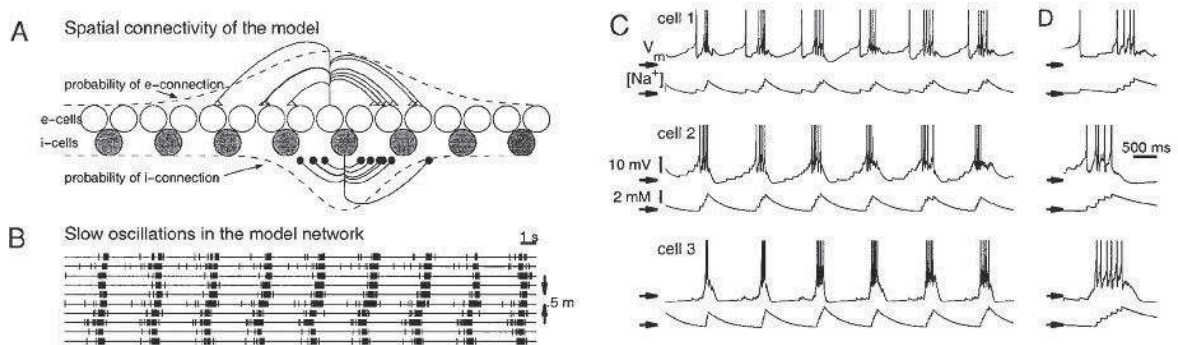 A Spatial connectivity of the model
probability of e-connection
e-cells
i-cells
probability of i-connection
B Slow oscillations in the model network
1 s
.5 m
C
cell 1
Vm
[Na+]
cell 2
10 mV
2 mM
cell 3
D
500 ms